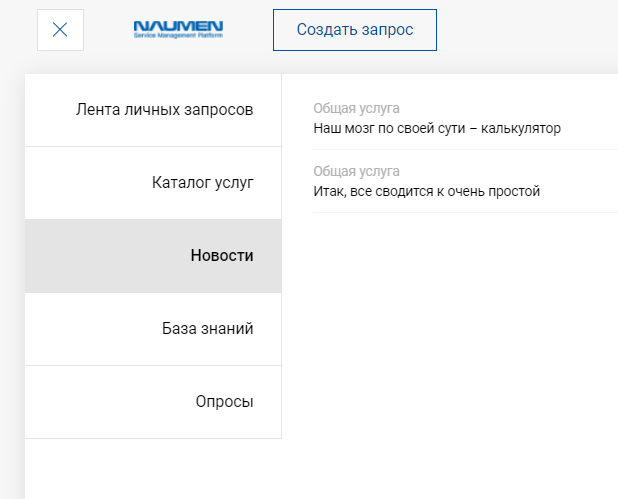 NAUMEN
Service Management Platform
Создать запрос
Лента личных запросов
Каталог услуг
Новости
База знаний
Опросы
Общая услуга
Наш мозг по своей сути – калькулятор
Общая услуга
Итак, все сводится к очень простой